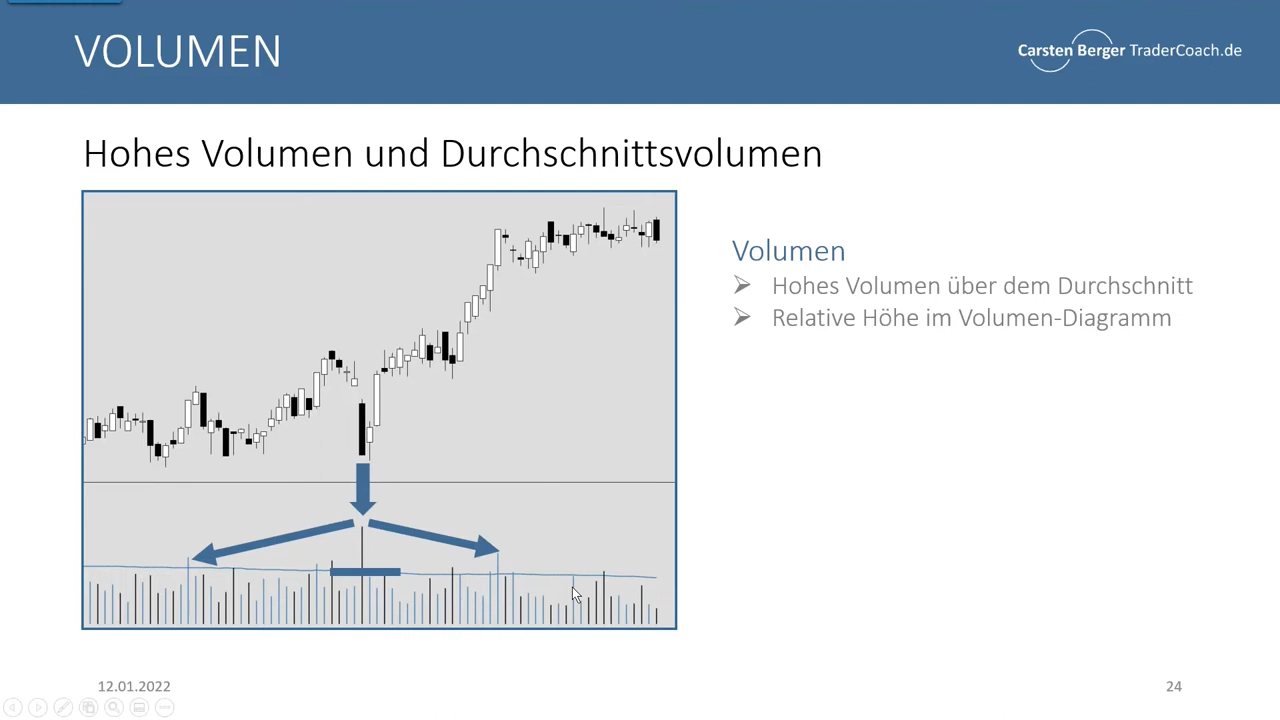 VOLUMEN
Carsten Berger TraderCoach.de
Hohes Volumen und Durchschnittsvolumen
Volumen
Hohes Volumen über dem Durchschnitt
Relative Höhe im Volumen-Diagramm
12.01.2022
24